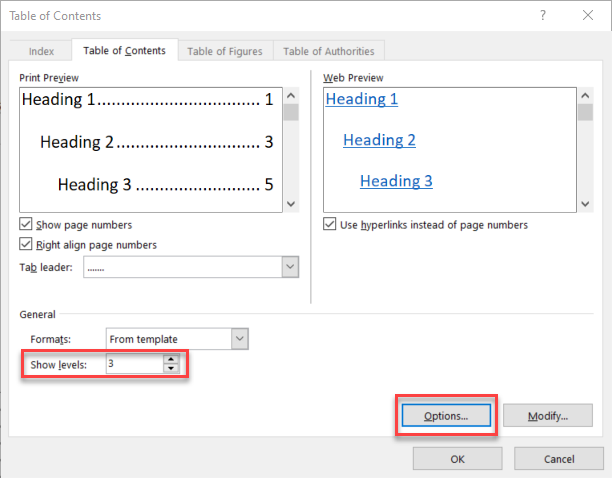 Table of Contents ?
Index Table of Contents Table of Figures Table of Authorities
Print Preview
Heading 1................................. 1
Heading 2............................. 3
Heading 3......................... 5
Web Preview
Heading 1
Heading 2
Heading 3
Show page numbers
Right align page numbers
Use hyperlinks instead of page numbers
Tab leader: .......
General
Formats: From template
Show levels: 3
Options... Modify...
OK Cancel